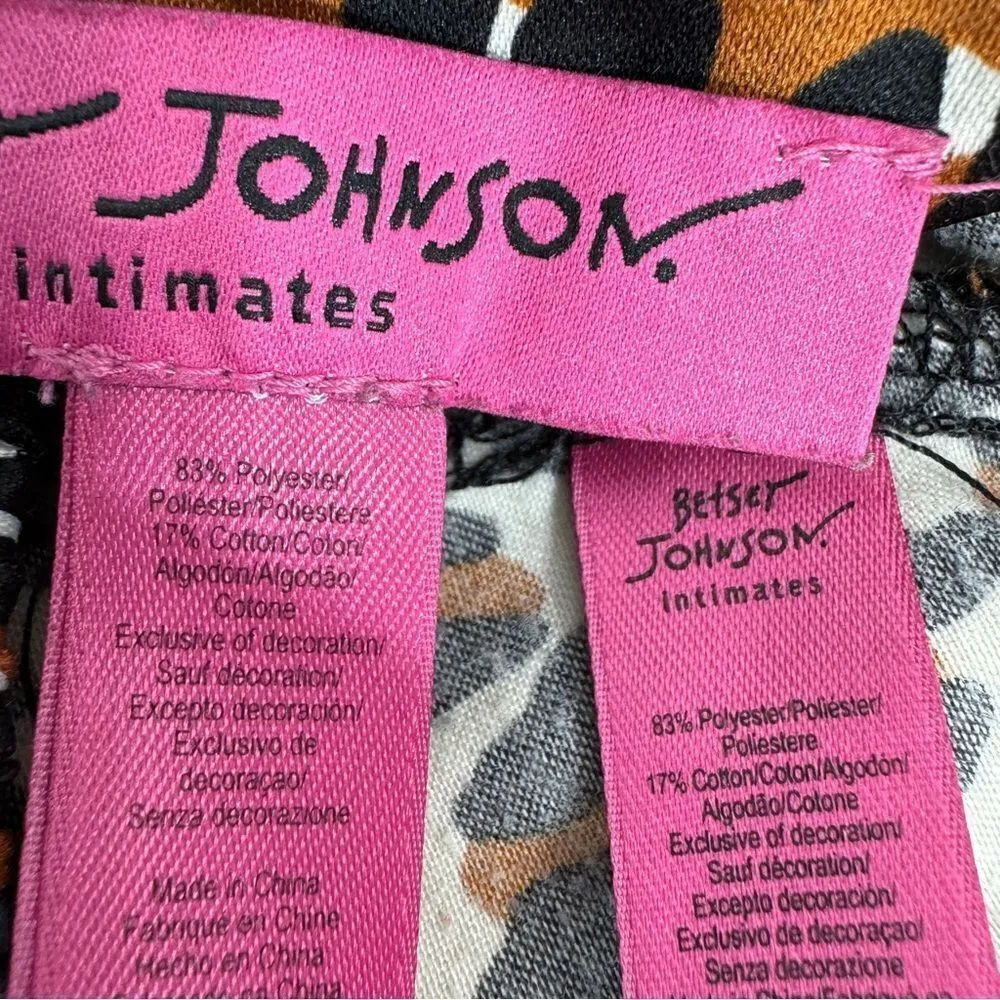 JOHNSON.
intimates
83% Polyester/
Poliéster/Poliestere
17% Cotton/Coton/
Algodón/Algodão/
Cotone
Exclusive of decoration/
Sauf décoration/
Excepto decoración/
Exclusivo de
decoraçao/
Senza decorazione
Made in China
Fabriqué en Chine
Hecho en China
BETSEY
JOHNSON.
intimates
83% Polyester/Poliéster/
Poliestere
17% Cotton/Coton/Algodón/
Algodão/Cotone
Exclusive of decoration/
Sauf décoration/
Excepto decoración/
Exclusivo de decoraçao/
Senza decorazione